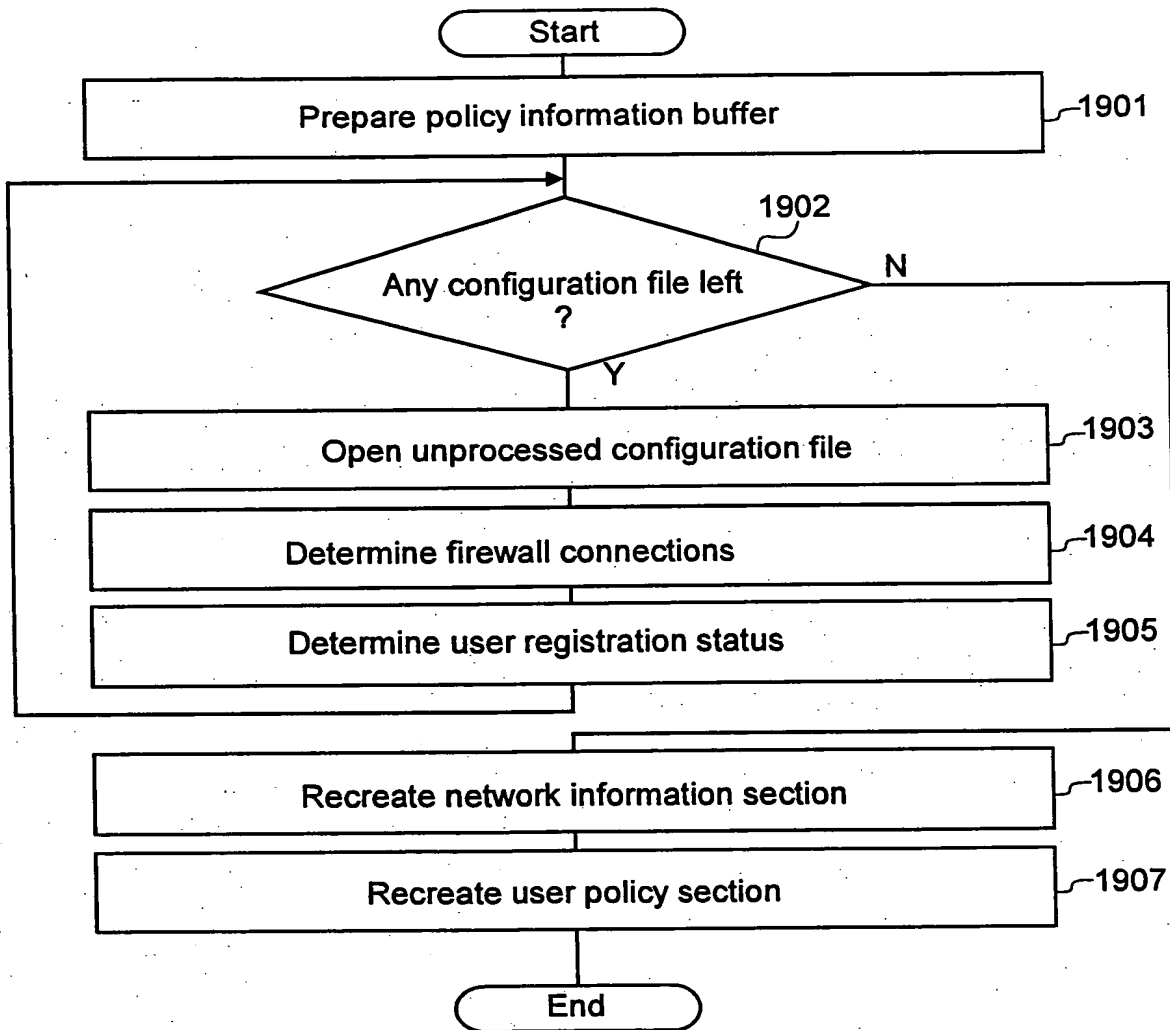 Start
Prepare policy information buffer
1901
1902
Any configuration file left
?
N
Y
Open unprocessed configuration file
1903
Determine firewall connections
1904
Determine user registration status
1905
Recreate network information section
1906
Recreate user policy section
1907
End